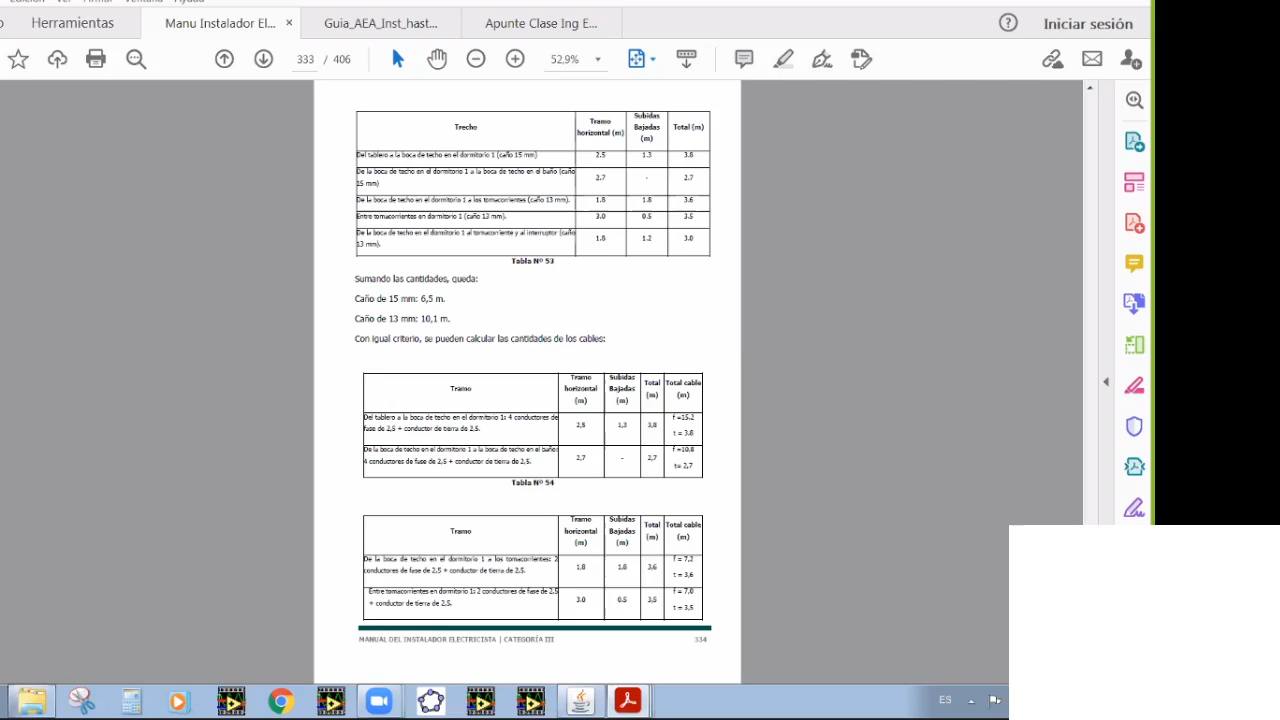 Edición Ver Firmar Ventana Ayuda
Herramientas
Manu Instalador El... ×
Guia_AEA_Inst_hast...
Apunte Clase Ing E...
Iniciar sesión
333 / 406
52,9%
Trecho
Tramo horizontal (m)
Subidas Bajadas (m)
Total (m)
Del tablero a la boca de techo en el dormitorio 1 (caño 15 mm) 2.5 1.3 3.8
De la boca de techo en el dormitorio 1 a la boca de techo en el baño (caño
15 mm) 2.7 - 2.7
De la boca de techo en el dormitorio 1 a los tomacorrientes (caño 13 mm). 1.8 1.8 3.6
Entre tomacorrientes en dormitorio 1 (caño 13 mm). 3.0 0.5 3.5
De la boca de techo en el dormitorio 1 al tomacorriente y al interruptor (caño
13 mm). 1.8 1.2 3.0
Tabla Nº 53
Sumando las cantidades, queda:
Caño de 15 mm: 6,5 m.
Caño de 13 mm: 10,1 m.
Con igual criterio, se pueden calcular las cantidades de los cables:
Tramo
Tramo horizontal (m)
Subidas Bajadas (m)
Total (m)
Total cable (m)
Del tablero a la boca de techo en el dormitorio 1: 4 conductores de
fase de 2,5 + conductor de tierra de 2.5. 2,5 1,3 3,8
f =15,2
t = 3.8
De la boca de techo en el dormitorio 1 a la boca de techo en el baño:
4 conductores de fase de 2,5 + conductor de tierra de 2.5. 2,7 - 2,7
f =10,8
t= 2,7
Tabla Nº 54
Tramo
Tramo horizontal (m)
Subidas Bajadas (m)
Total (m)
Total cable (m)
De la boca de techo en el dormitorio 1 a los tomacorrientes: 2
conductores de fase de 2,5 + conductor de tierra de 2.5. 1.8 1,8 3,6
f = 7,2
t = 3,6
Entre tomacorrientes en dormitorio 1: 2 conductores de fase de 2.5
+ conductor de tierra de 2.5. 3.0 0.5 3,5
f = 7,0
t = 3,5
MANUAL DEL INSTALADOR ELECTRICISTA | CATEGORÍA III 334
ES